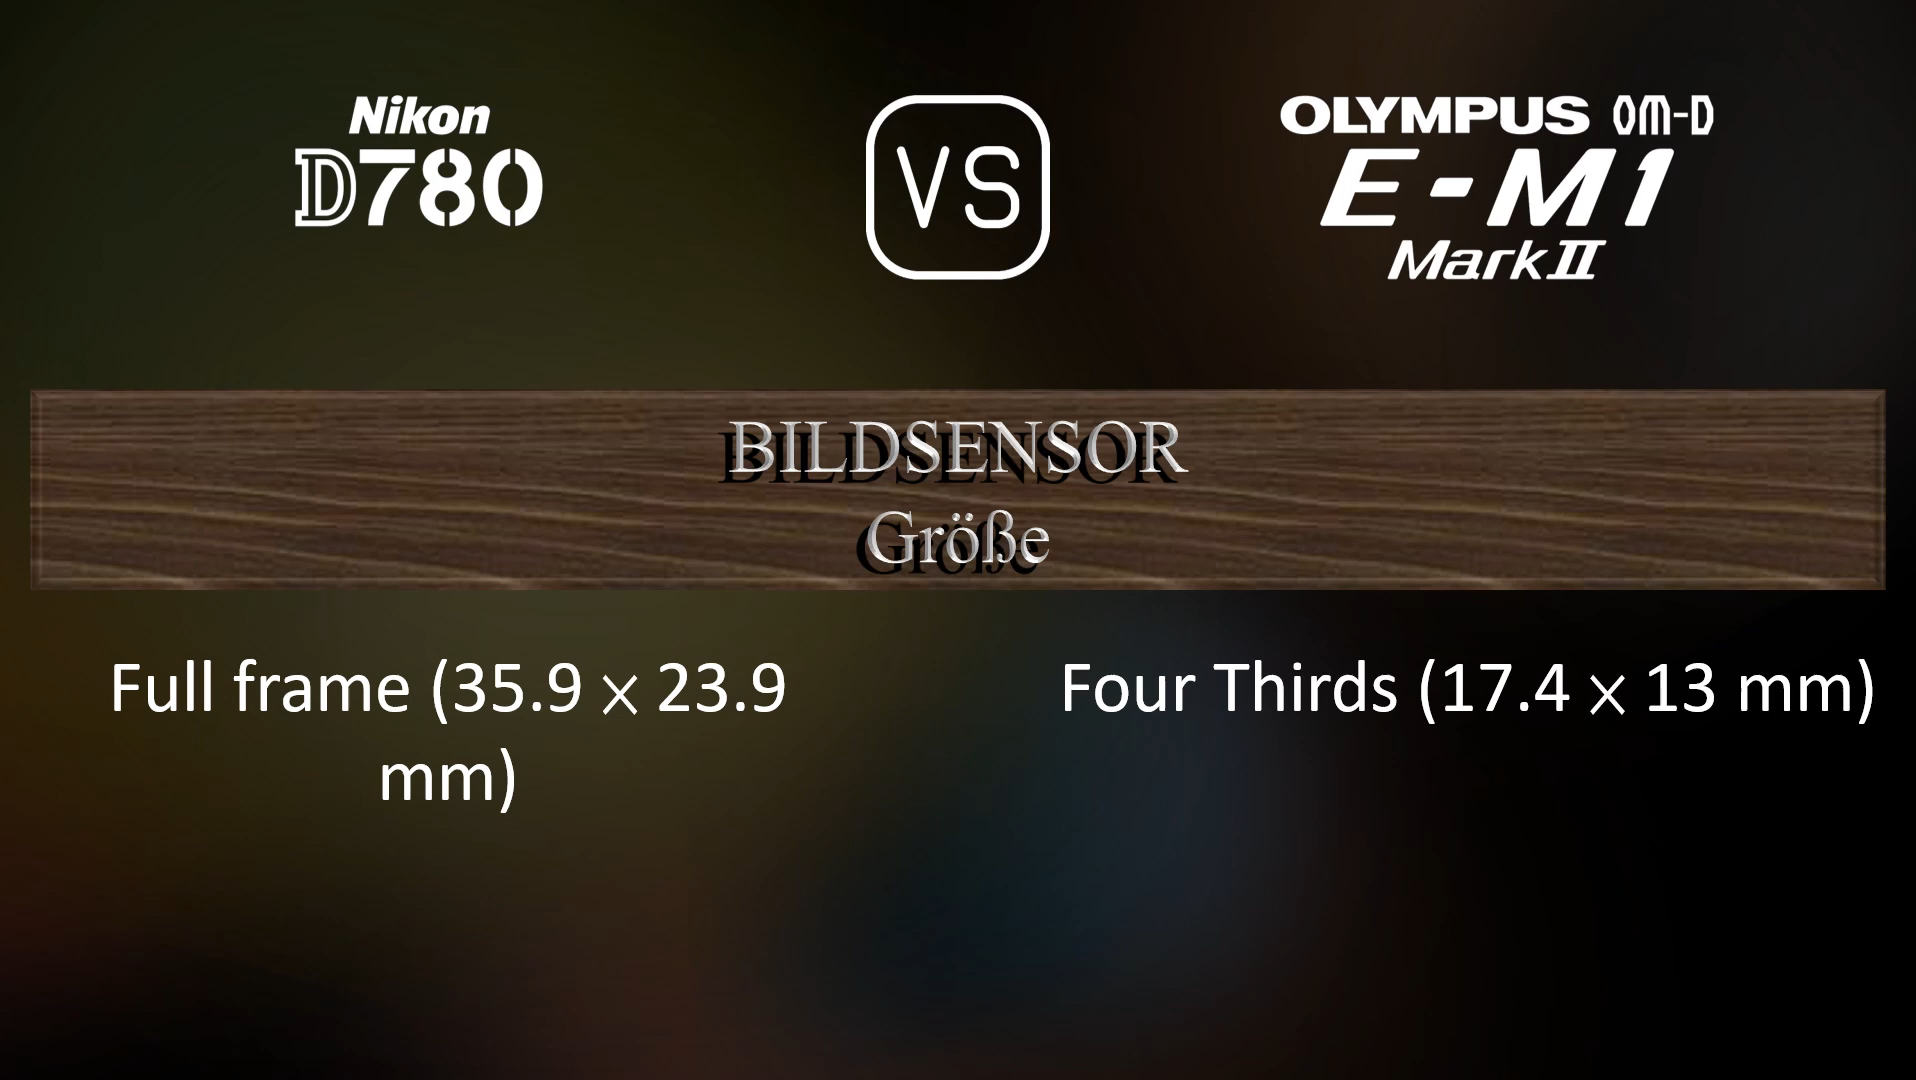 Nikon
D780
VS
OLYMPUS OM-D
E-M1
Mark II
BILDSENSOR
Größe
Full frame (35.9 x 23.9
mm)
Four Thirds (17.4 x 13 mm)